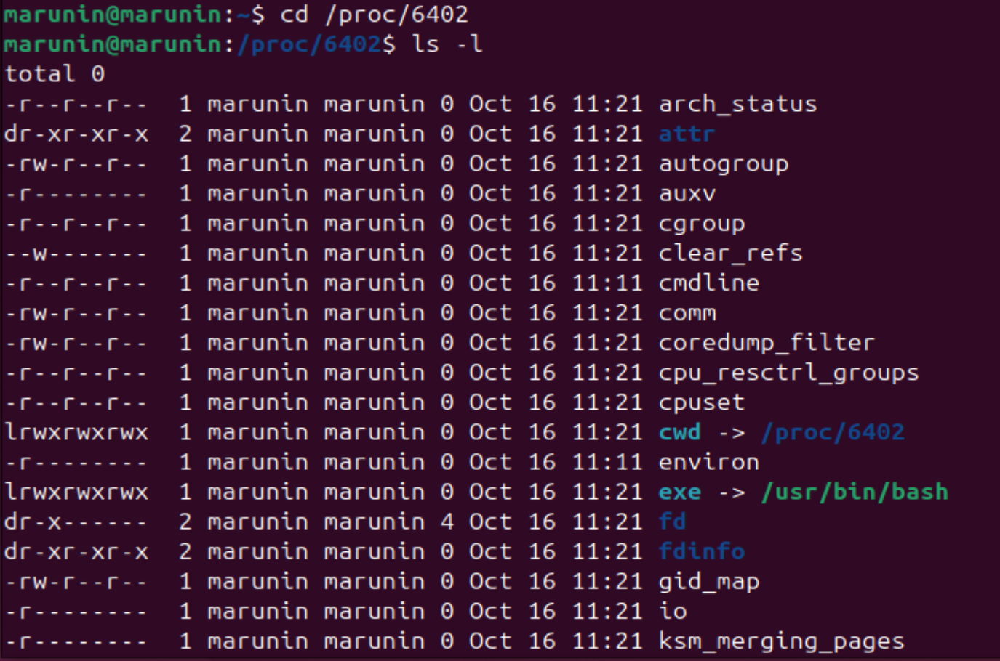 marunin@marunin:~$ cd /proc/6402
marunin@marunin:/proc/6402$ ls -l
total 0
-r--r--r--  1 marunin marunin 0 Oct 16 11:21 arch_status
dr-xr-xr-x  2 marunin marunin 0 Oct 16 11:21 attr
-rw-r--r--  1 marunin marunin 0 Oct 16 11:21 autogroup
-r--------  1 marunin marunin 0 Oct 16 11:21 auxv
-r--r--r--  1 marunin marunin 0 Oct 16 11:21 cgroup
--w-------  1 marunin marunin 0 Oct 16 11:21 clear_refs
-r--r--r--  1 marunin marunin 0 Oct 16 11:11 cmdline
-rw-r--r--  1 marunin marunin 0 Oct 16 11:21 comm
-rw-r--r--  1 marunin marunin 0 Oct 16 11:21 coredump_filter
-r--r--r--  1 marunin marunin 0 Oct 16 11:21 cpu_resctrl_groups
-r--r--r--  1 marunin marunin 0 Oct 16 11:21 cpuset
lrwxrwxrwx  1 marunin marunin 0 Oct 16 11:21 cwd -> /proc/6402
-r--------  1 marunin marunin 0 Oct 16 11:11 environ
lrwxrwxrwx  1 marunin marunin 0 Oct 16 11:21 exe -> /usr/bin/bash
dr-x------  2 marunin marunin 4 Oct 16 11:21 fd
dr-xr-xr-x  2 marunin marunin 0 Oct 16 11:21 fdinfo
-rw-r--r--  1 marunin marunin 0 Oct 16 11:21 gid_map
-r--------  1 marunin marunin 0 Oct 16 11:21 io
-r--------  1 marunin marunin 0 Oct 16 11:21 ksm_merging_pages